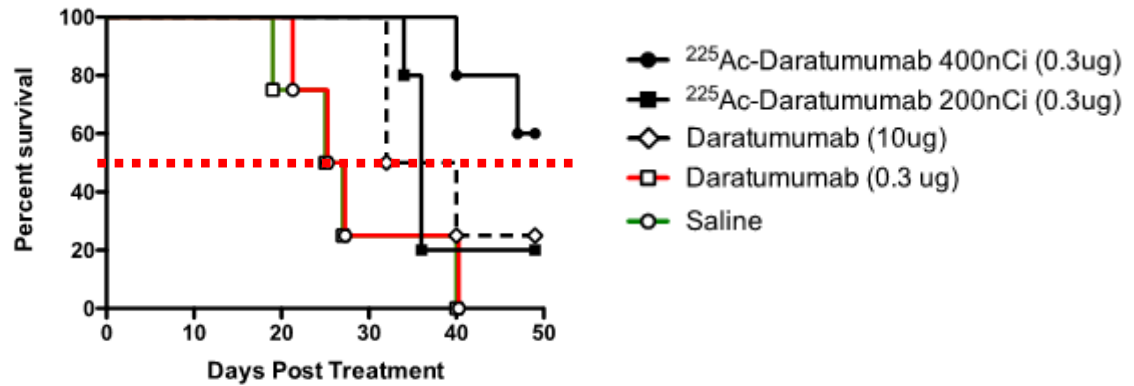 Percent survival
100
80
60
40
20
0
0 10 20 30 40 50
Days Post Treatment
²²⁵Ac-Daratumumab 400nCi (0.3ug)
²²⁵Ac-Daratumumab 200nCi (0.3ug)
Daratumumab (10ug)
Daratumumab (0.3 ug)
Saline